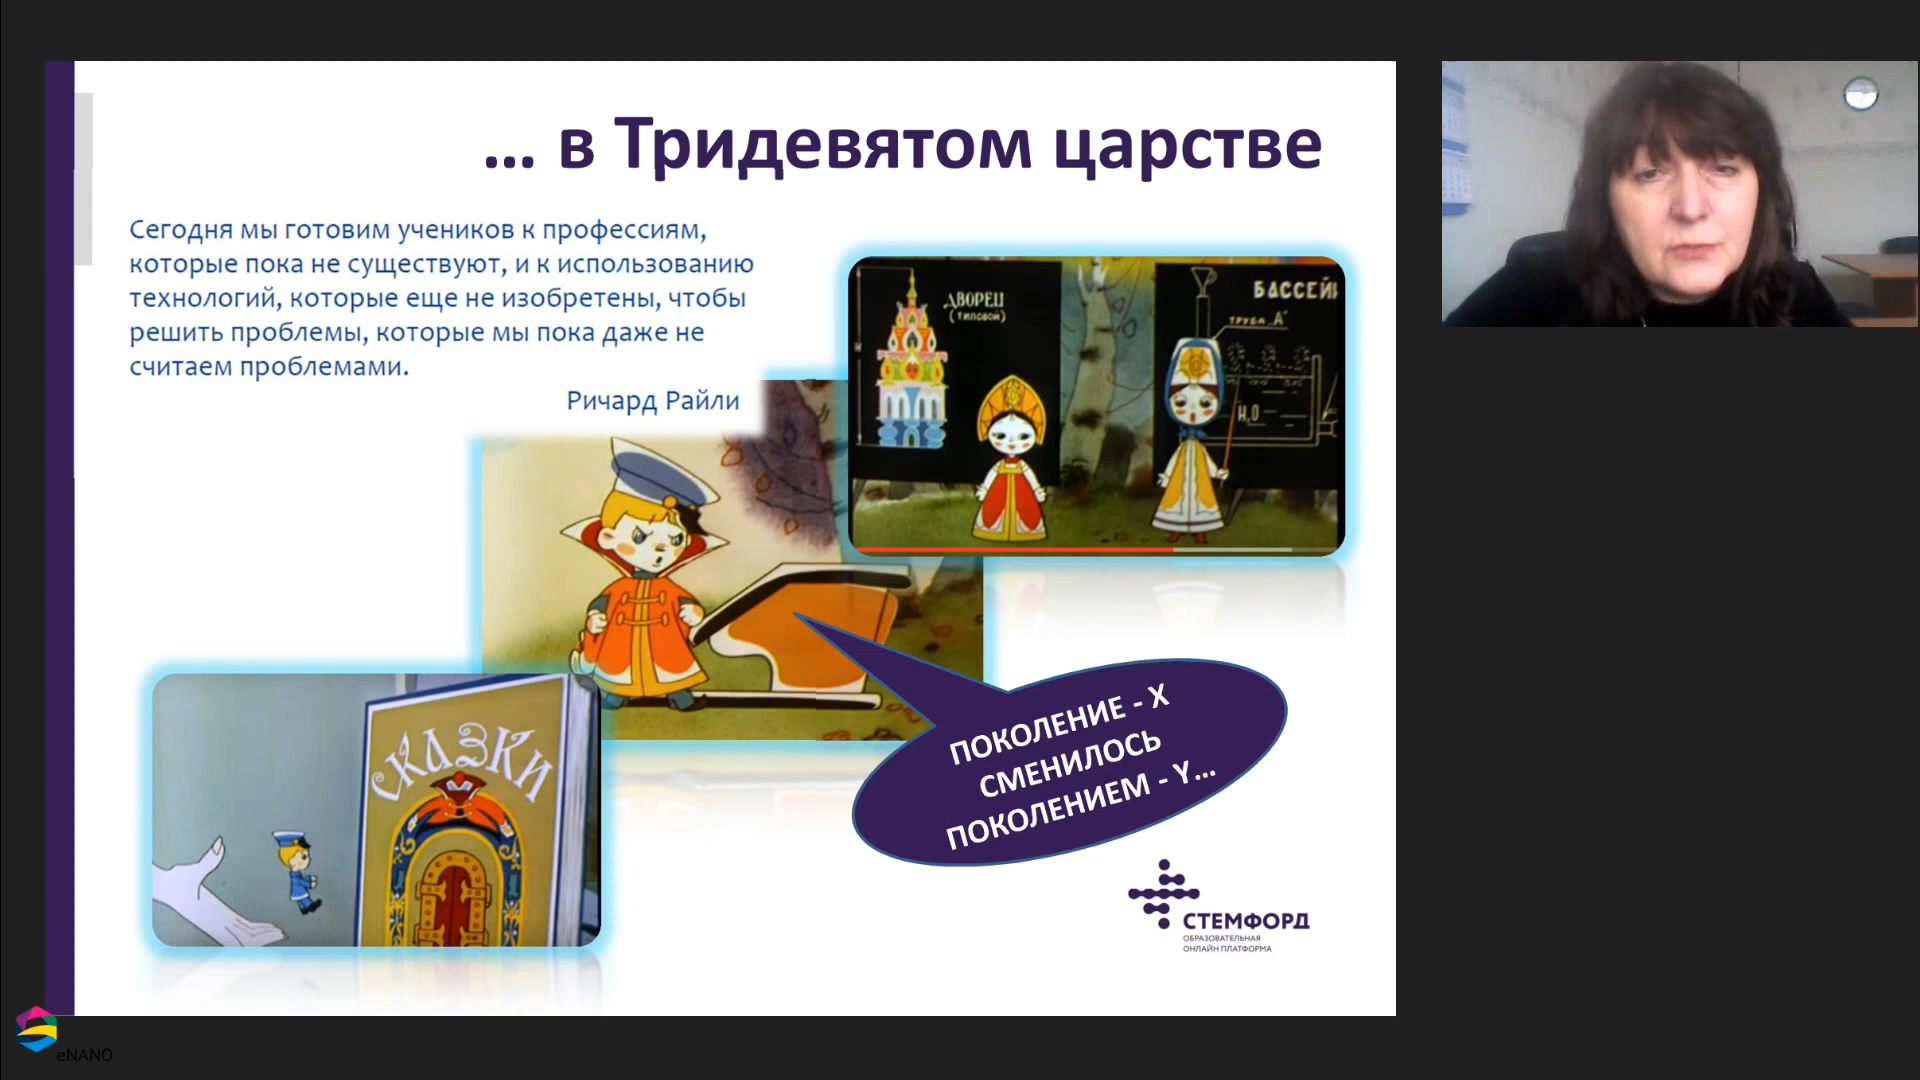 … в Тридевятом царстве
Сегодня мы готовим учеников к профессиям,
которые пока не существуют, и к использованию
технологий, которые еще не изобретены, чтобы
решить проблемы, которые мы пока даже не
считаем проблемами.
Ричард Райли
ДВОРЕЦ
(ТИПОВОЙ)
БАССЕЙН
ТРУБА „А"
H2O
СКАЗКИ
ПОКОЛЕНИЕ - X
СМЕНИЛОСЬ
ПОКОЛЕНИЕМ - Y…
СТЕМФОРД
ОБРАЗОВАТЕЛЬНАЯ
ОНЛАЙН ПЛАТФОРМА
eNANO